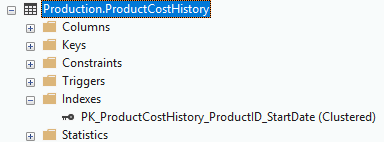 Production.ProductCostHistory
Columns
Keys
Constraints
Triggers
Indexes
PK_ProductCostHistory_ProductID_StartDate (Clustered)
Statistics